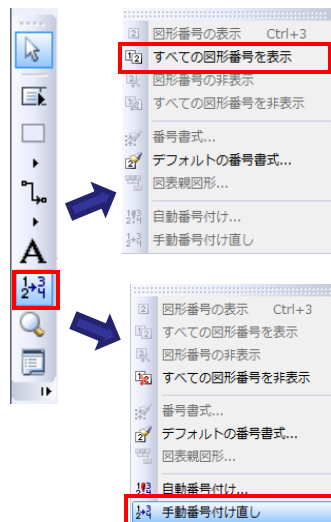 図形番号の表示 Ctrl+3
すべての図形番号を表示
図形番号の非表示
すべての図形番号を非表示
番号書式...
デフォルトの番号書式...
図表親図形...
自動番号付け...
手動番号付け直し
A
図形番号の表示 Ctrl+3
すべての図形番号を表示
図形番号の非表示
すべての図形番号を非表示
番号書式...
デフォルトの番号書式...
図表親図形...
自動番号付け...
手動番号付け直し